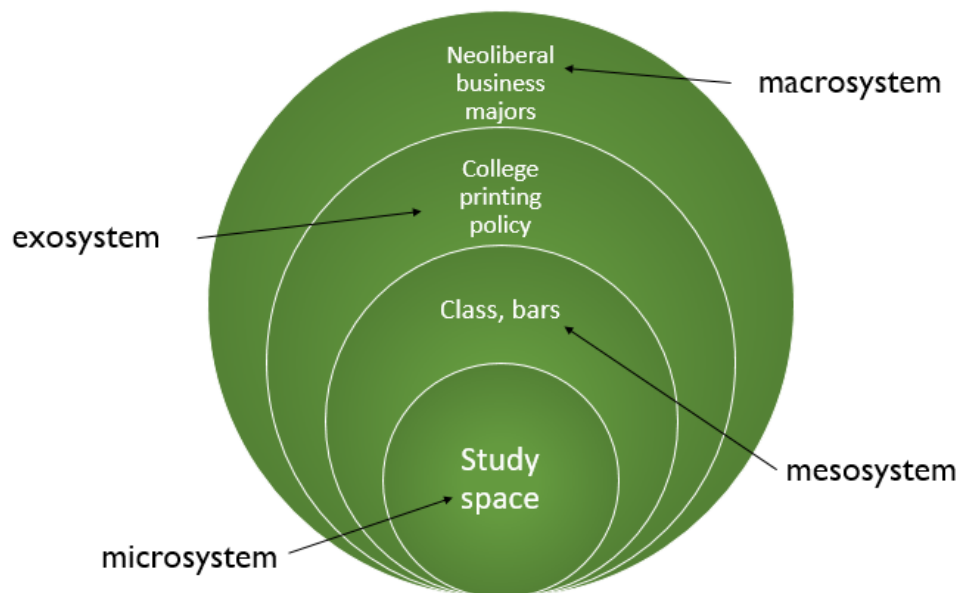 Neoliberal
business
majors
macrosystem
College
printing
policy
exosystem
Class, bars
mesosystem
Study
space
microsystem